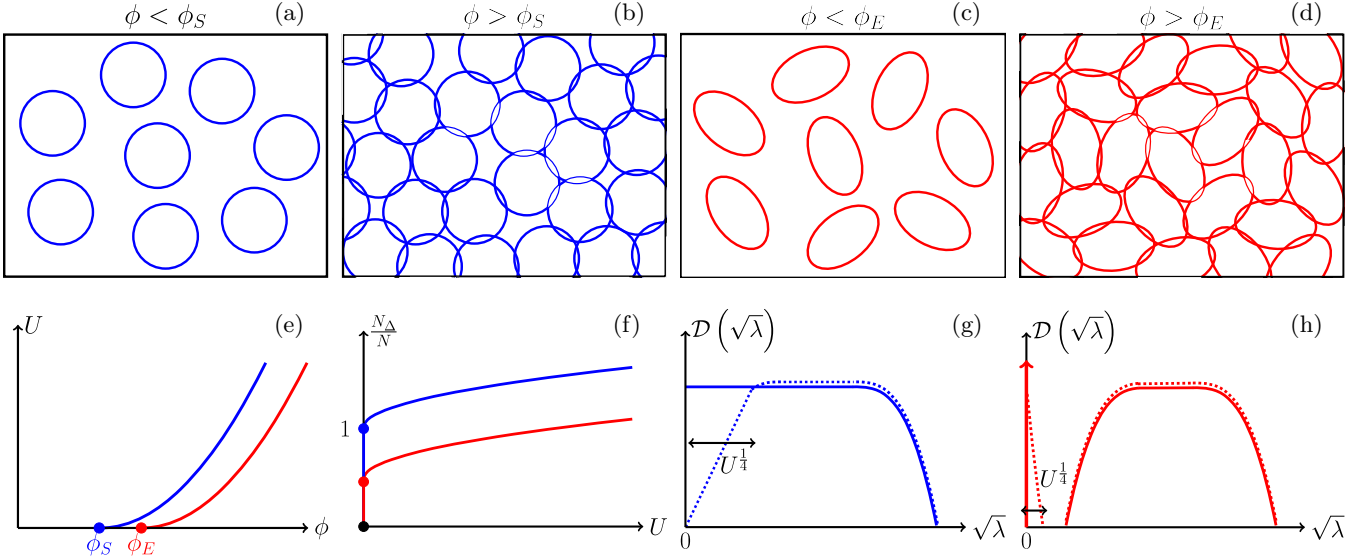 ϕ < ϕ_S (a)
ϕ > ϕ_S (b)
ϕ < ϕ_E (c)
ϕ > ϕ_E (d)
U (e)
ϕ_S ϕ_E ϕ
N_Δ/N (f)
1
U
D(√λ) (g)
U^{1/4}
0 √λ
D(√λ) (h)
U^{1/4}
0 √λ